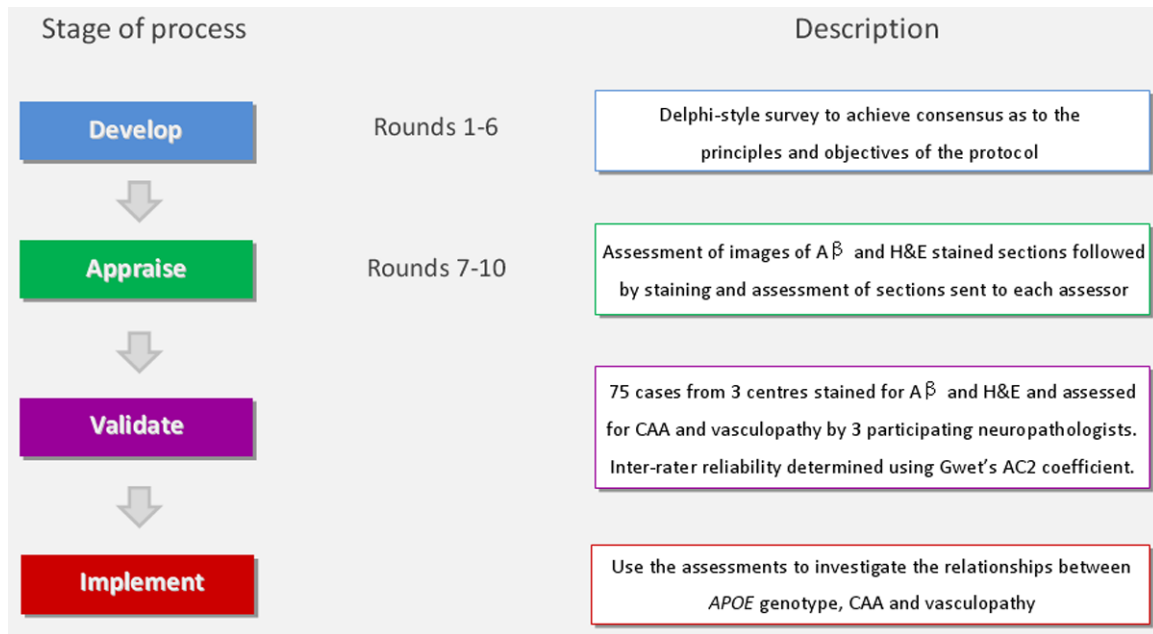 Stage of process
Description
Develop
Rounds 1-6
Delphi-style survey to achieve consensus as to the
principles and objectives of the protocol
Appraise
Rounds 7-10
Assessment of images of Aβ and H&E stained sections followed
by staining and assessment of sections sent to each assessor
Validate
75 cases from 3 centres stained for Aβ and H&E and assessed
for CAA and vasculopathy by 3 participating neuropathologists.
Inter-rater reliability determined using Gwet's AC2 coefficient.
Implement
Use the assessments to investigate the relationships between
APOE genotype, CAA and vasculopathy